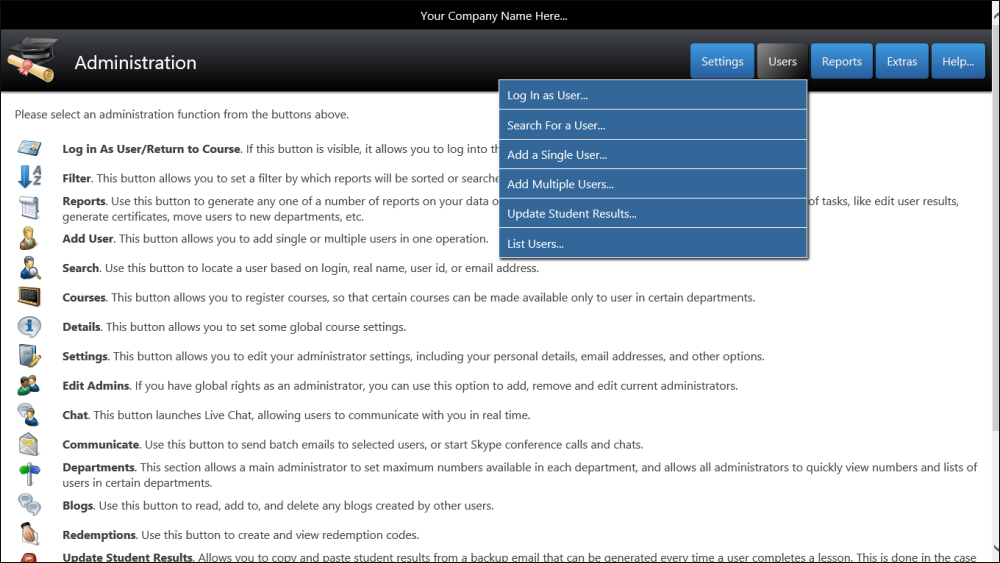 Your Company Name Here...
Administration
Settings
Users
Reports
Extras
Help...
Log In as User...
Search For a User...
Add a Single User...
Add Multiple Users...
Update Student Results...
List Users...
Please select an administration function from the buttons above.
Log in As User/Return to Course. If this button is visible, it allows you to log into th
Filter. This button allows you to set a filter by which reports will be sorted or searche
Reports. Use this button to generate any one of a number of reports on your data o of tasks, like edit user results,
generate certificates, move users to new departments, etc.
Add User. This button allows you to add single or multiple users in one operation.
Search. Use this button to locate a user based on login, real name, user id, or email address.
Courses. This button allows you to register courses, so that certain courses can be made available only to user in certain departments.
Details. This button allows you to set some global course settings.
Settings. This button allows you to edit your administrator settings, including your personal details, email addresses, and other options.
Edit Admins. If you have global rights as an administrator, you can use this option to add, remove and edit current administrators.
Chat. This button launches Live Chat, allowing users to communicate with you in real time.
Communicate. Use this button to send batch emails to selected users, or start Skype conference calls and chats.
Departments. This section allows a main administrator to set maximum numbers available in each department, and allows all administrators to quickly view numbers and lists of
users in certain departments.
Blogs. Use this button to read, add to, and delete any blogs created by other users.
Redemptions. Use this button to create and view redemption codes.
Update Student Results. Allows you to copy and paste student results from a backup email that can be generated every time a user completes a lesson. This is done in the case